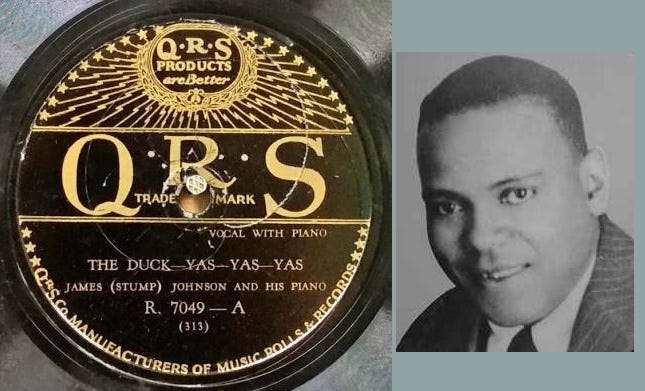 Q·R·S
PRODUCTS
are Better
Q·R·S
TRADE MARK
VOCAL WITH PIANO
THE DUCK—YAS—YAS—YAS
JAMES (STUMP) JOHNSON AND HIS PIANO
R. 7049—A
(313)
Q·R·S Co. MANUFACTURERS OF MUSIC ROLLS & RECORDS